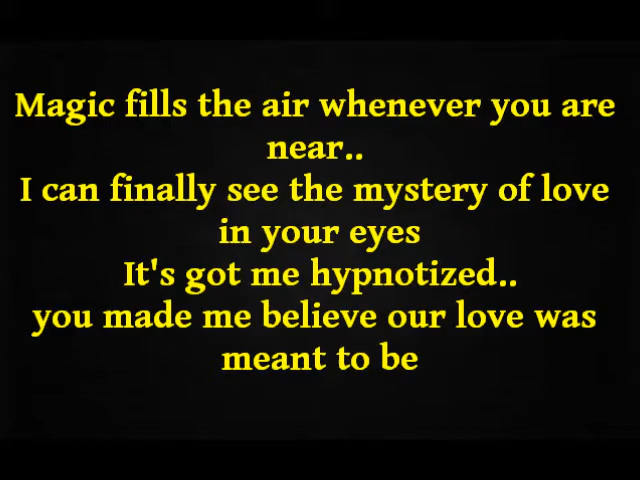 Magic fills the air whenever you are
near..
I can finally see the mystery of love
in your eyes
It's got me hypnotized..
you made me believe our love was
meant to be